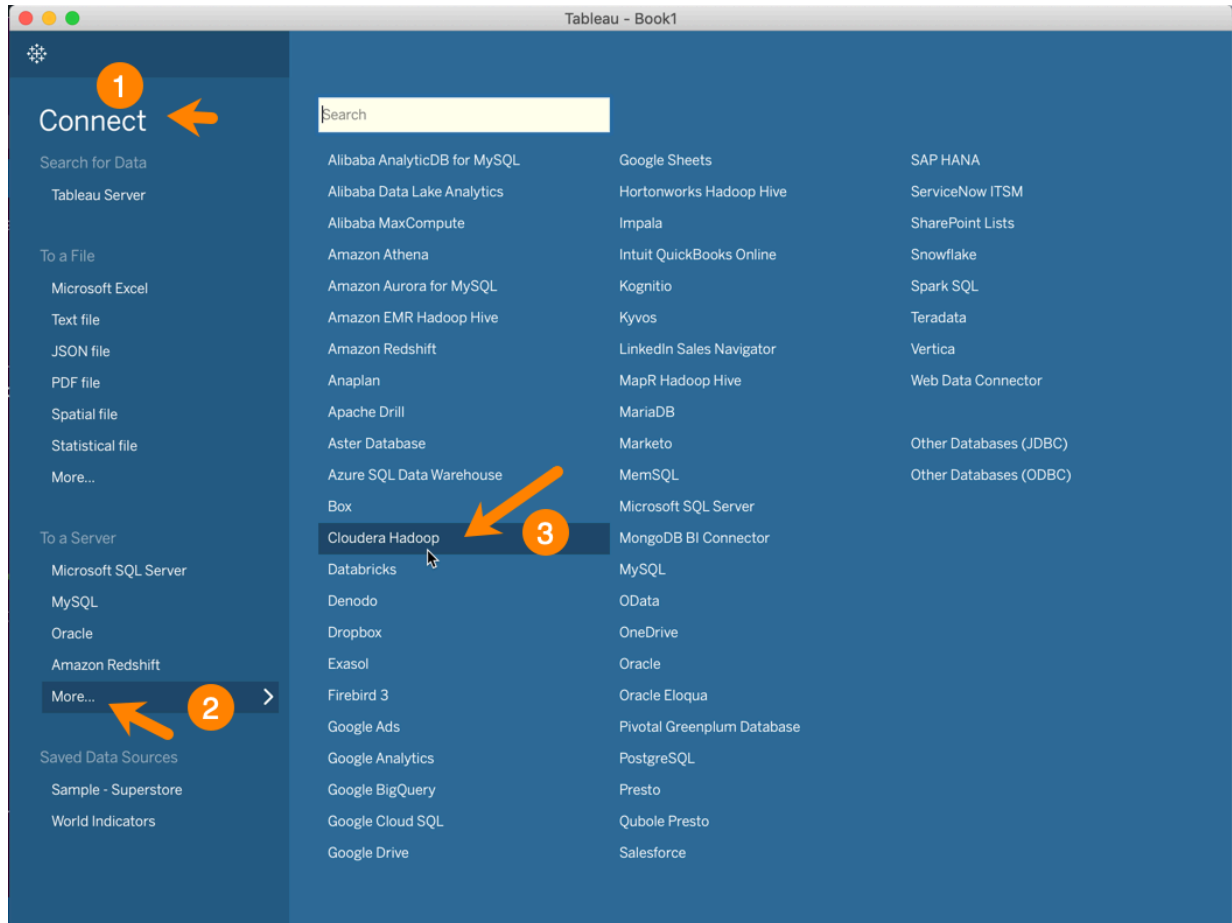 Tableau - Book1
1
Connect
Search for Data
Tableau Server
To a File
Microsoft Excel
Text file
JSON file
PDF file
Spatial file
Statistical file
More...
To a Server
Microsoft SQL Server
MySQL
Oracle
Amazon Redshift
More...
2
Saved Data Sources
Sample - Superstore
World Indicators
Search
Alibaba AnalyticDB for MySQL
Alibaba Data Lake Analytics
Alibaba MaxCompute
Amazon Athena
Amazon Aurora for MySQL
Amazon EMR Hadoop Hive
Amazon Redshift
Anaplan
Apache Drill
Aster Database
Azure SQL Data Warehouse
Box
Cloudera Hadoop
3
Databricks
Denodo
Dropbox
Exasol
Firebird 3
Google Ads
Google Analytics
Google BigQuery
Google Cloud SQL
Google Drive
Google Sheets
Hortonworks Hadoop Hive
Impala
Intuit QuickBooks Online
Kognitio
Kyvos
LinkedIn Sales Navigator
MapR Hadoop Hive
MariaDB
Marketo
MemSQL
Microsoft SQL Server
MongoDB BI Connector
MySQL
OData
OneDrive
Oracle
Oracle Eloqua
Pivotal Greenplum Database
PostgreSQL
Presto
Qubole Presto
Salesforce
SAP HANA
ServiceNow ITSM
SharePoint Lists
Snowflake
Spark SQL
Teradata
Vertica
Web Data Connector
Other Databases (JDBC)
Other Databases (ODBC)